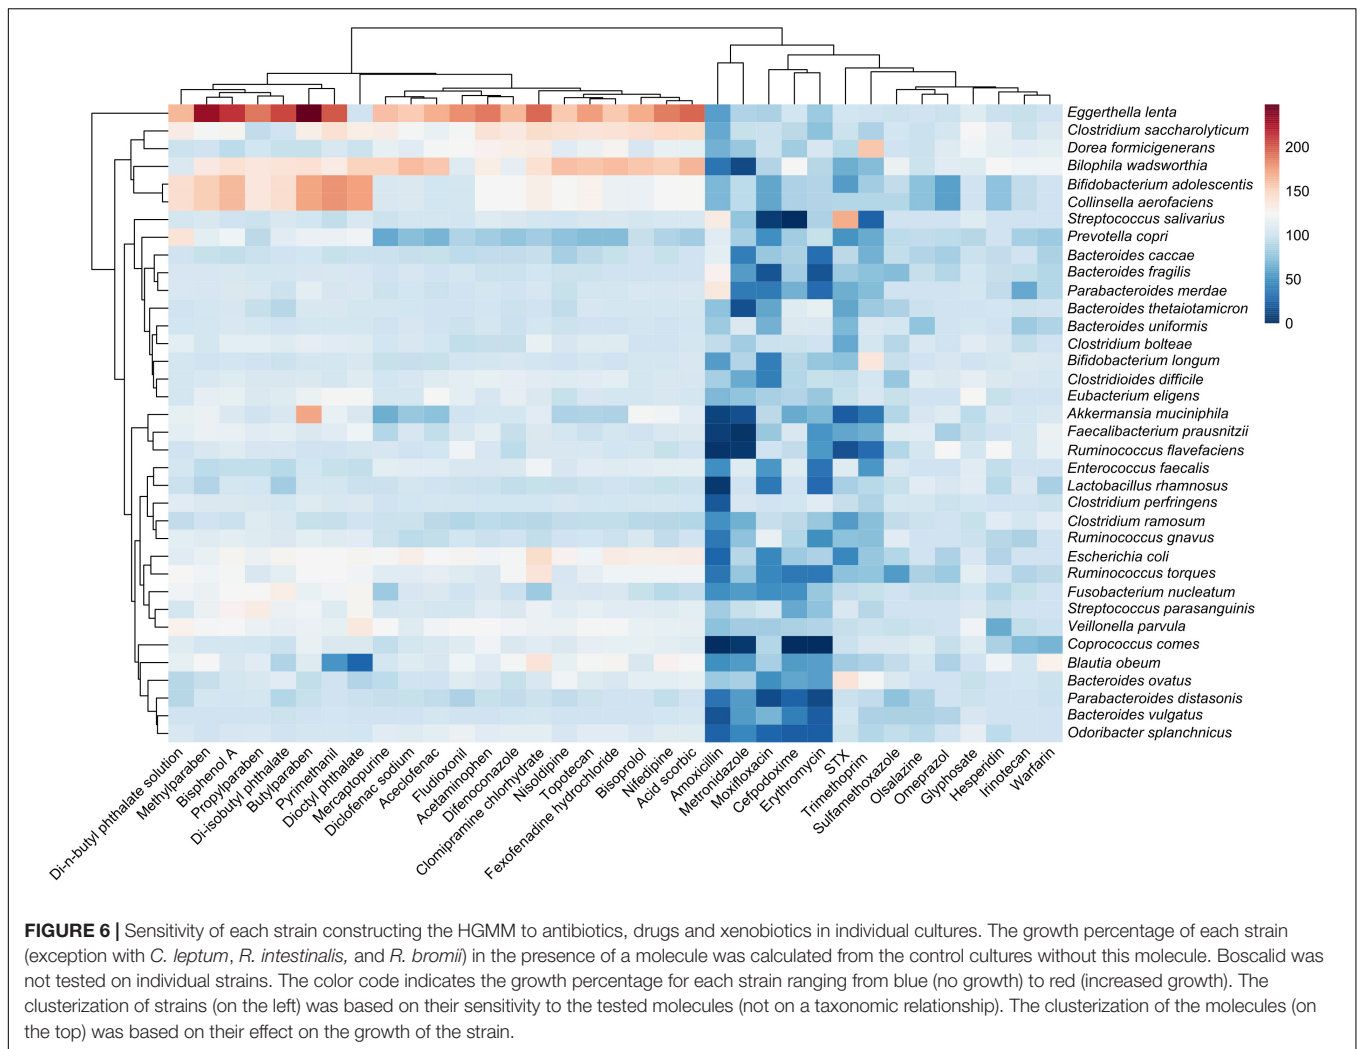 Eggerthella lenta
Clostridium saccharolyticum
Dorea formicigenerans
Bilophila wadsworthia
Bifidobacterium adolescentis
Collinsella aerofaciens
Streptococcus salivarius
Prevotella copri
Bacteroides caccae
Bacteroides fragilis
Parabacteroides merdae
Bacteroides thetaiotamicron
Bacteroides uniformis
Clostridium bolteae
Bifidobacterium longum
Clostridioides difficile
Eubacterium eligens
Akkermansia muciniphila
Faecalibacterium prausnitzii
Ruminococcus flavefaciens
Enterococcus faecalis
Lactobacillus rhamnosus
Clostridium perfringens
Clostridium ramosum
Ruminococcus gnavus
Escherichia coli
Ruminococcus torques
Fusobacterium nucleatum
Streptococcus parasanguinis
Veillonella parvula
Coprococcus comes
Blautia obeum
Bacteroides ovatus
Parabacteroides distasonis
Bacteroides vulgatus
Odoribacter splanchnicus
200
150
100
50
0
Di-n-butyl phthalate solution
Methylparaben
Bisphenol A
Propylparaben
Di-isobutyl phthalate
Butylparaben
Pyrimethanil
Dioctyl phthalate
Mercaptopurine
Diclofenac sodium
Aceclofenac
Fludioxonil
Acetaminophen
Difenoconazole
Clomipramine chlorhydrate
Nisoldipine
Topotecan
Fexofenadine hydrochloride
Bisoprolol
Nifedipine
Acid ascorbic
Amoxicillin
Metronidazole
Moxifloxacin
Cefpodoxime
Erythromycin
STX
Trimethoprim
Sulfamethoxazole
Olsalazine
Omeprazol
Glyphosate
Hesperidin
Irinotecan
Warfarin
FIGURE 6 | Sensitivity of each strain constructing the HGMM to antibiotics, drugs and xenobiotics in individual cultures. The growth percentage of each strain
(exception with C. leptum, R. intestinalis, and R. bromii) in the presence of a molecule was calculated from the control cultures without this molecule. Boscalid was
not tested on individual strains. The color code indicates the growth percentage for each strain ranging from blue (no growth) to red (increased growth). The
clusterization of strains (on the left) was based on their sensitivity to the tested molecules (not on a taxonomic relationship). The clusterization of the molecules (on
the top) was based on their effect on the growth of the strain.